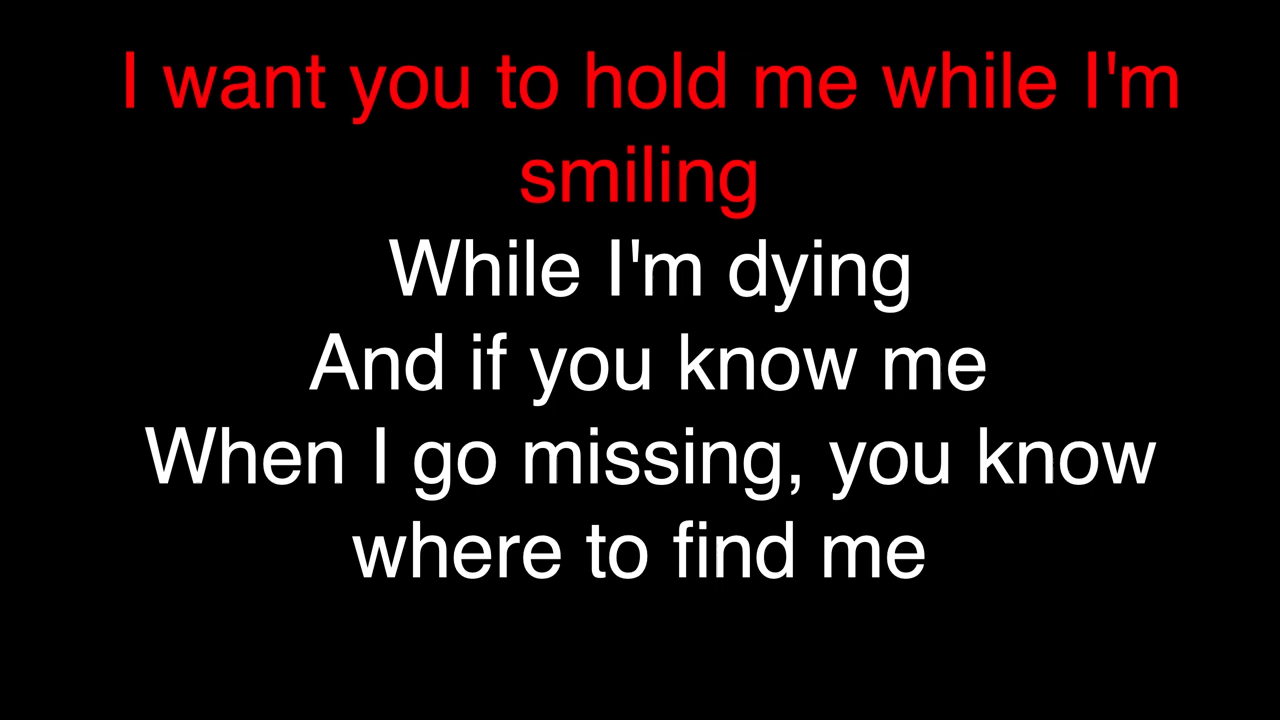 I want you to hold me while I'm
smiling
While I'm dying
And if you know me
When I go missing, you know
where to find me